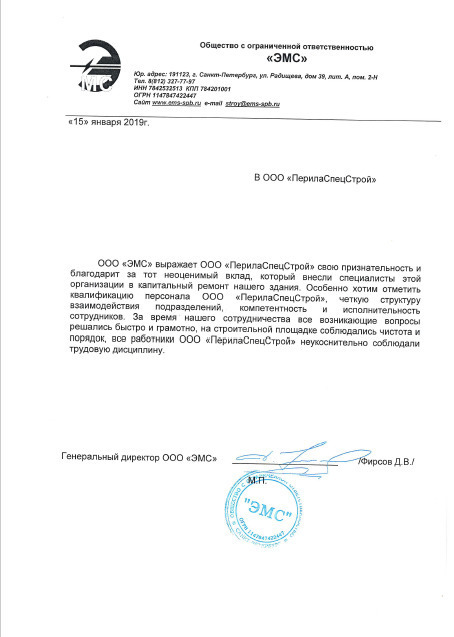 ЭМС
Общество с ограниченной ответственностью
«ЭМС»
Юр. адрес: 191123, г. Санкт-Петербург, ул. Радищева, дом 39, лит. А, пом. 2-Н
Тел. 8(812) 327-77-97
ИНН 7842532513 КПП 784201001
ОГРН 1147847422447
Сайт www.ems-spb.ru e-mail stroy@ems-spb.ru
«15» января 2019г.
В ООО «ПерилаСпецСтрой»
ООО «ЭМС» выражает ООО «ПерилаСпецСтрой» свою признательность и
благодарит за тот неоценимый вклад, который внесли специалисты этой
организации в капитальный ремонт нашего здания. Особенно хотим отметить
квалификацию персонала ООО «ПерилаСпецСтрой», четкую структуру
взаимодействия подразделений, компетентность и исполнительность
сотрудников. За время нашего сотрудничества все возникающие вопросы
решались быстро и грамотно, на строительной площадке соблюдались чистота и
порядок, все работники ООО «ПерилаСпецСтрой» неукоснительно соблюдали
трудовую дисциплину.
Генеральный директор ООО «ЭМС» /Фирсов Д.В./
М.П.
"ЭМС"
ОГРН 1147847422447